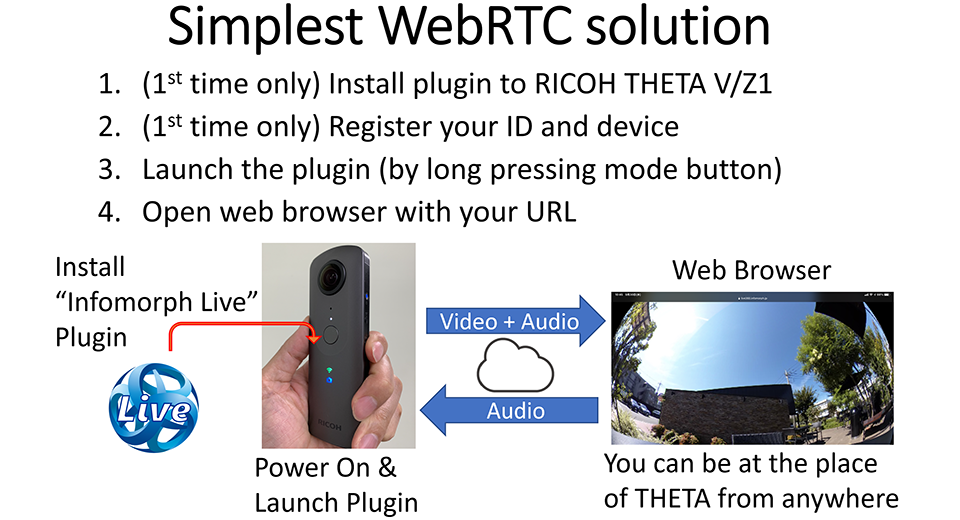 Simplest WebRTC solution
1. (1st time only) Install plugin to RICOH THETA V/Z1
2. (1st time only) Register your ID and device
3. Launch the plugin (by long pressing mode button)
4. Open web browser with your URL
Install
“Infomorph Live”
Plugin
Live
RICOH
Power On &
Launch Plugin
Video + Audio
Audio
Web Browser
You can be at the place
of THETA from anywhere